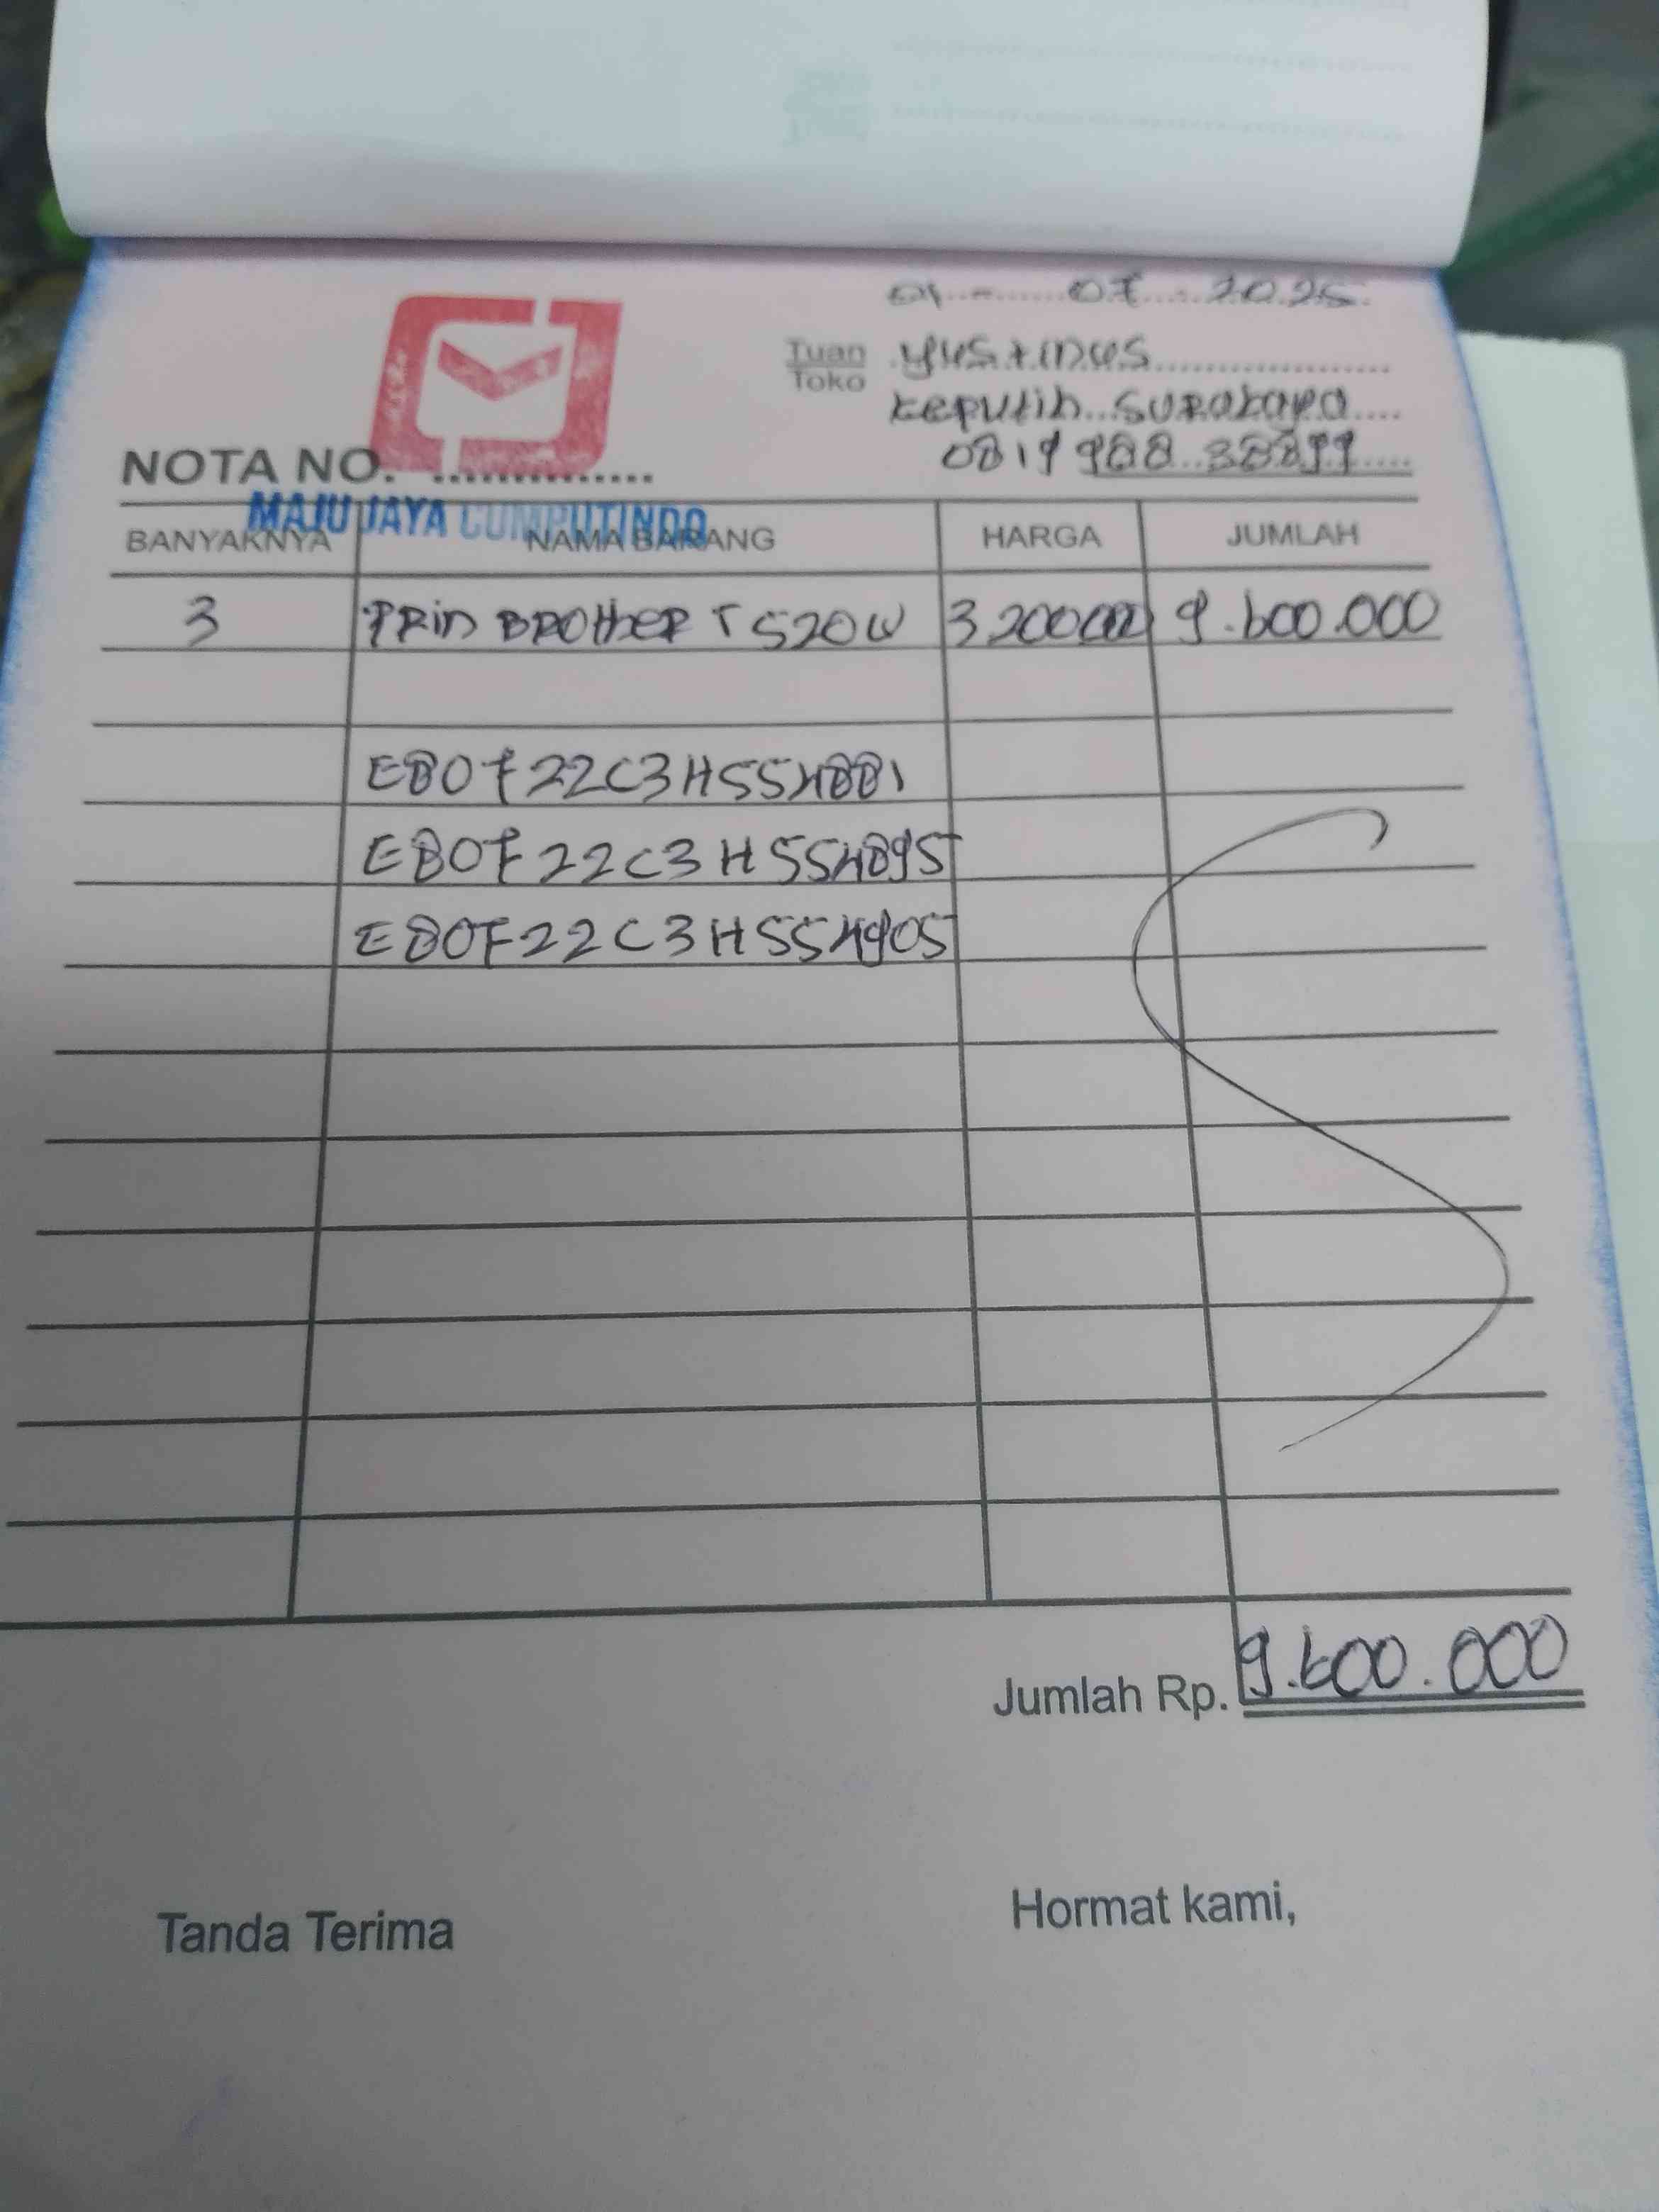 01 - 07 - 2025
Tuan Yustinus
Toko
Keputih Surabaya
0819 988 38899
NOTA NO. ..............
MAJU JAYA COMPUTINDO
BANYAKNYA NAMA BARANG HARGA JUMLAH
3 PRin BROTHER T 520W 3.200.000 9.600.000
E80F22C3H554881
E80F22C3H554895
E80F22C3H554905
Jumlah Rp. 9.600.000
Tanda Terima Hormat kami,